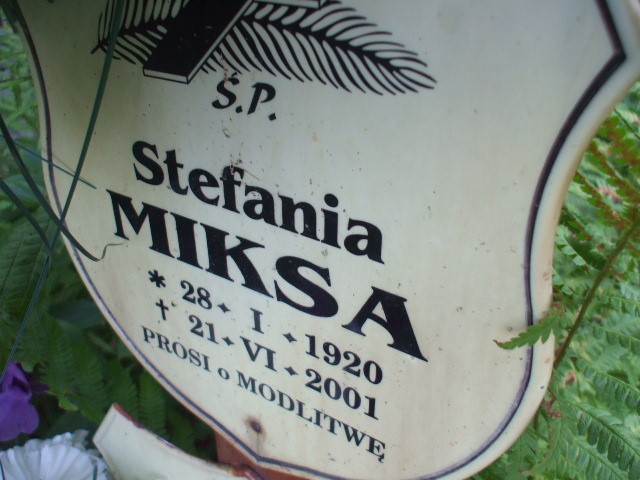 Ś.P.
Stefania
MIKSA
* 28 ✦ I ✦ 1920
† 21 ✦ VI ✦ 2001
PROSI o MODLITWĘ